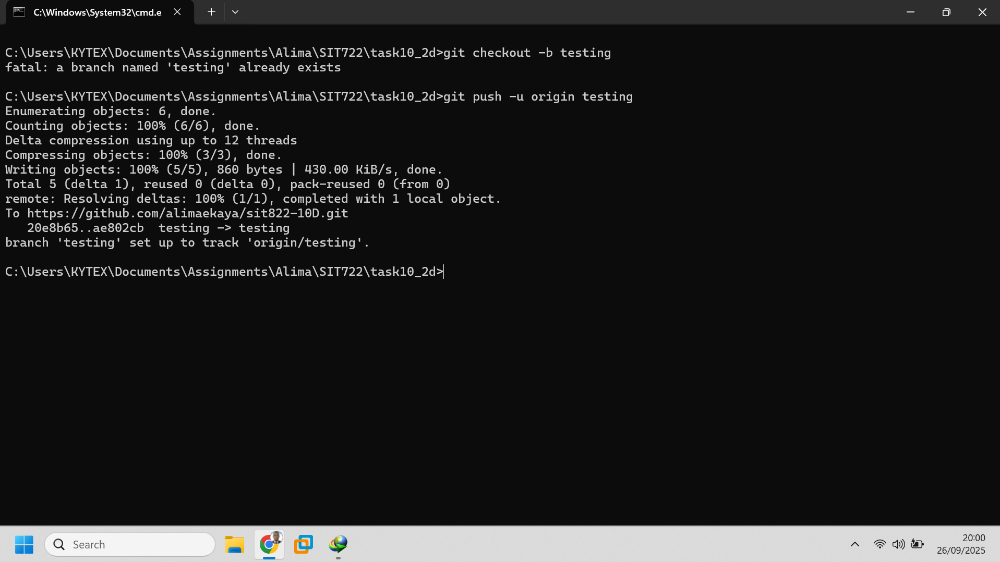 C:\Windows\System32\cmd.e
C:\Users\KYTEX\Documents\Assignments\Alima\SIT722\task10_2d>git checkout -b testing
fatal: a branch named 'testing' already exists
C:\Users\KYTEX\Documents\Assignments\Alima\SIT722\task10_2d>git push -u origin testing
Enumerating objects: 6, done.
Counting objects: 100% (6/6), done.
Delta compression using up to 12 threads
Compressing objects: 100% (3/3), done.
Writing objects: 100% (5/5), 860 bytes | 430.00 KiB/s, done.
Total 5 (delta 1), reused 0 (delta 0), pack-reused 0 (from 0)
remote: Resolving deltas: 100% (1/1), completed with 1 local object.
To https://github.com/alimaekaya/sit822-10D.git
   20e8b65..ae802cb  testing -> testing
branch 'testing' set up to track 'origin/testing'.
C:\Users\KYTEX\Documents\Assignments\Alima\SIT722\task10_2d>
Search
20:00
26/09/2025